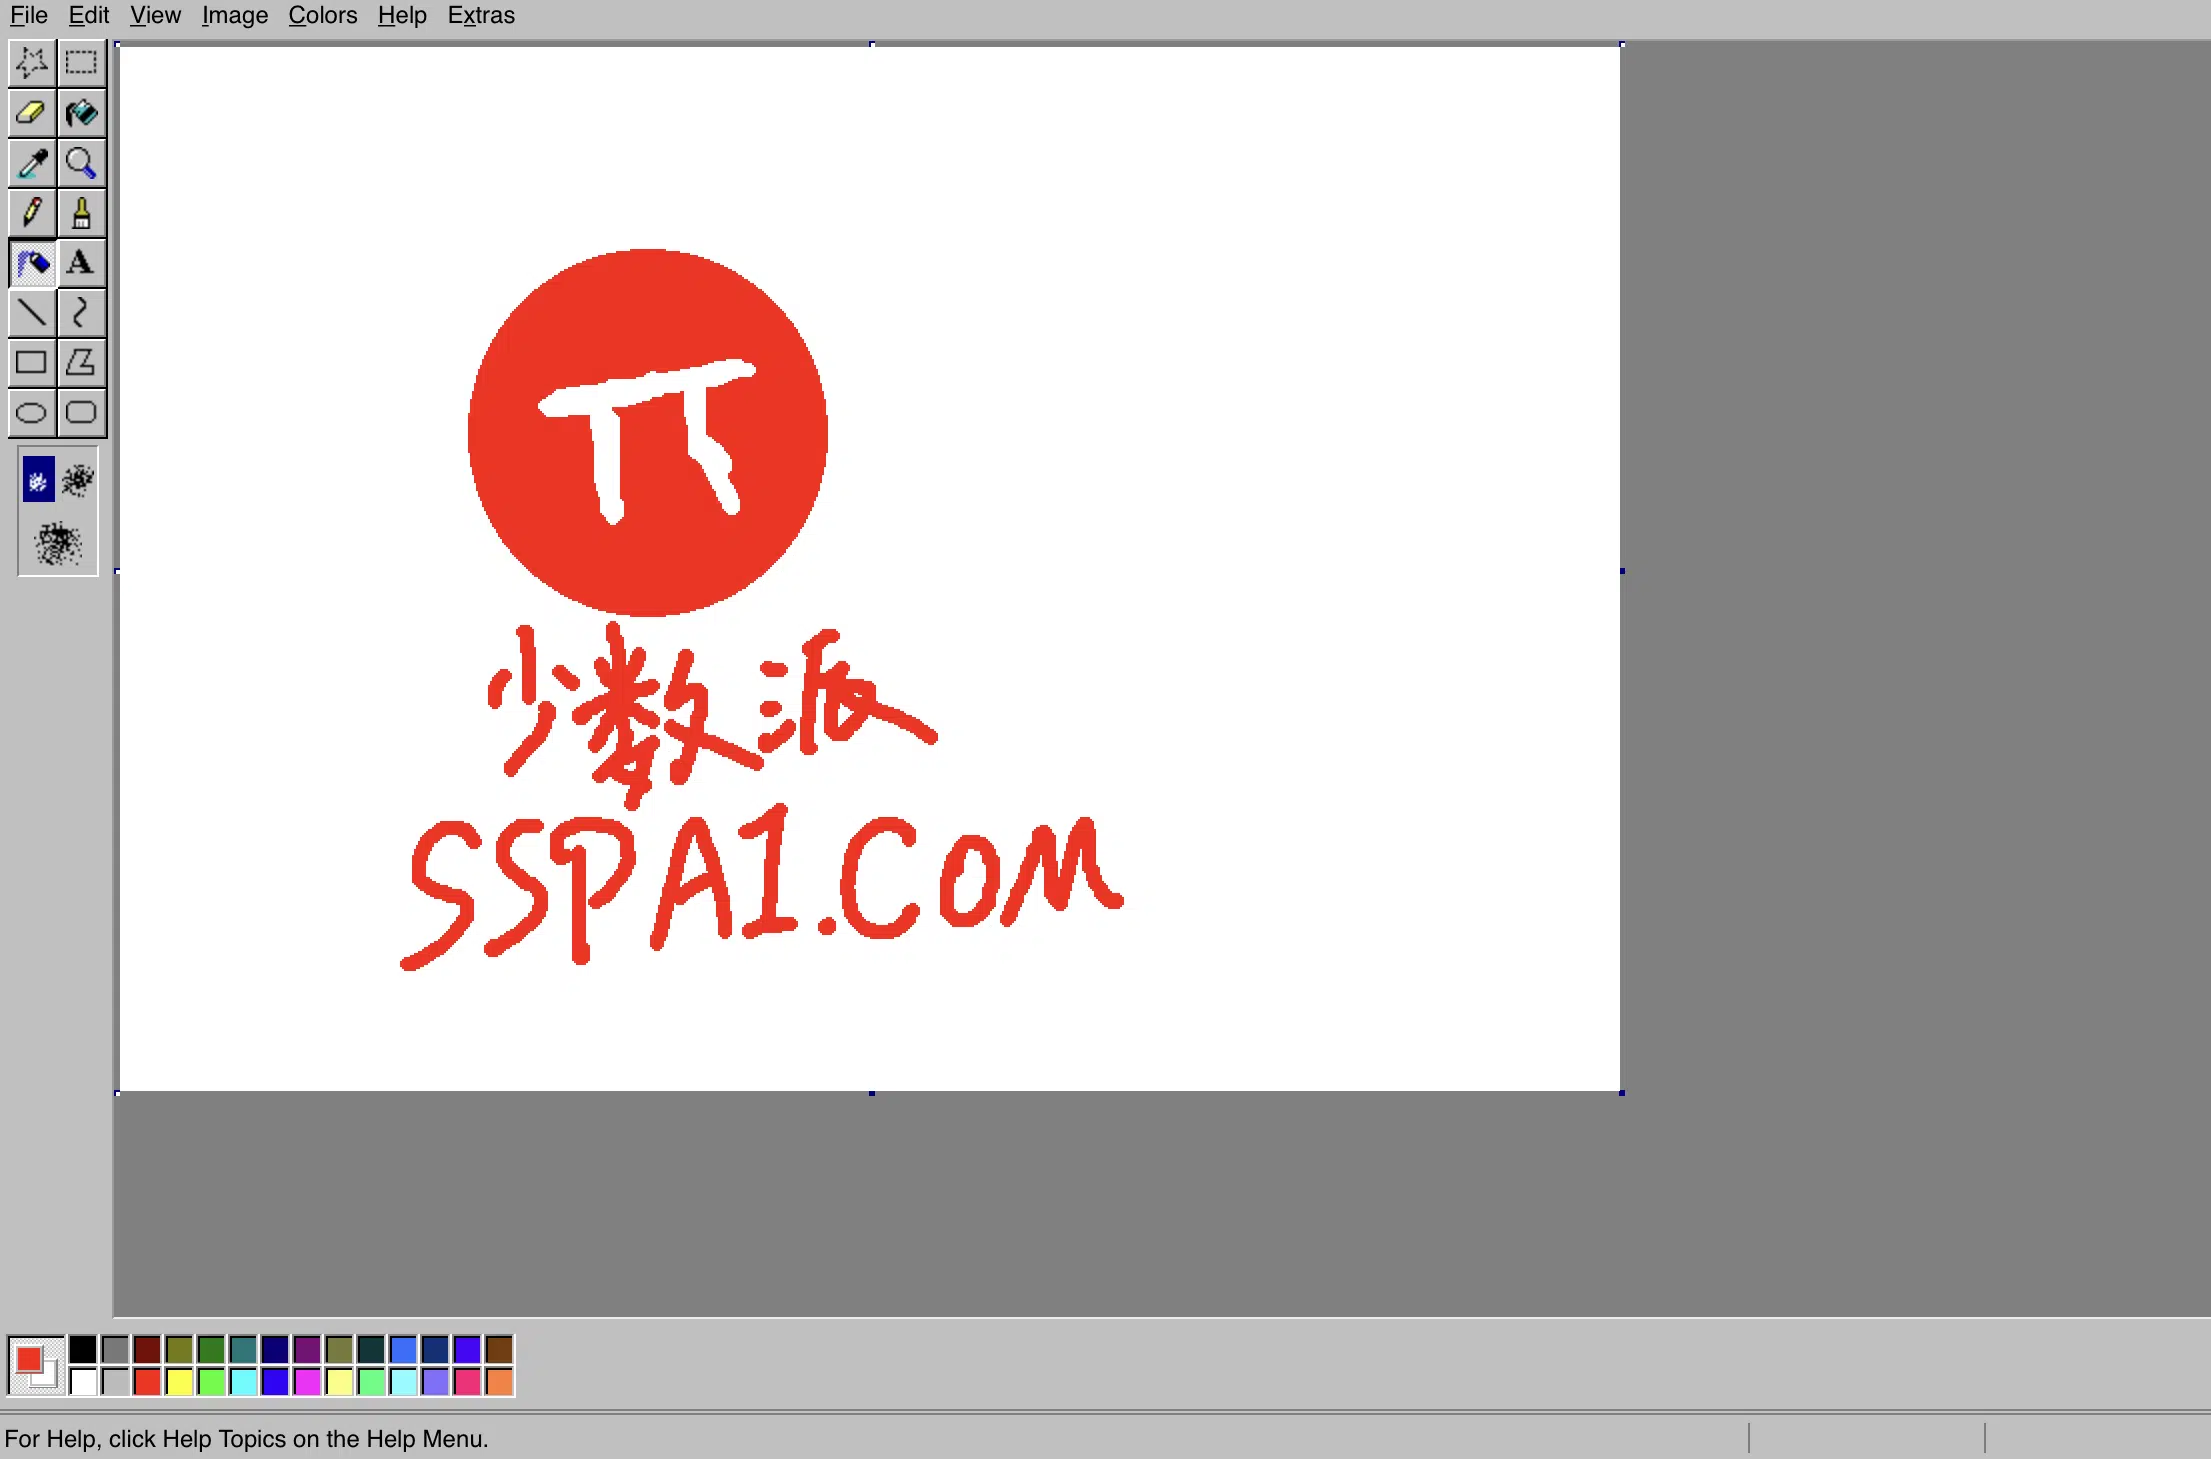 File Edit View Image Colors Help Extras
A
π
少数派
SSPAI.COM
For Help, click Help Topics on the Help Menu.